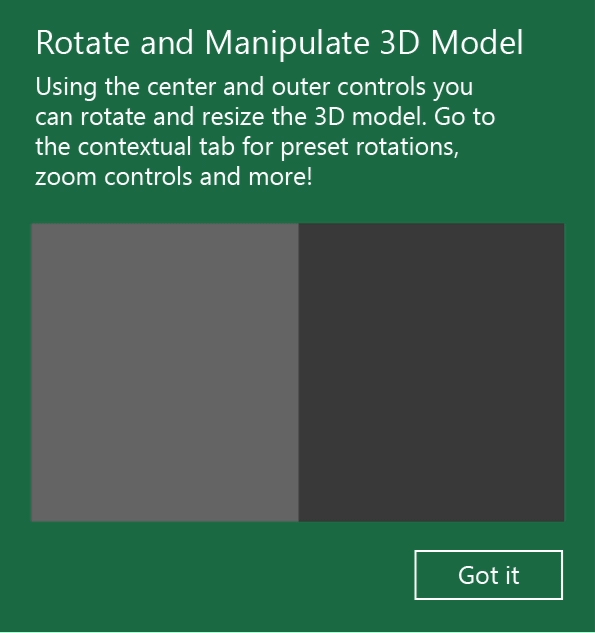 Rotate and Manipulate 3D Model
Using the center and outer controls you
can rotate and resize the 3D model. Go to
the contextual tab for preset rotations,
zoom controls and more!
Got it